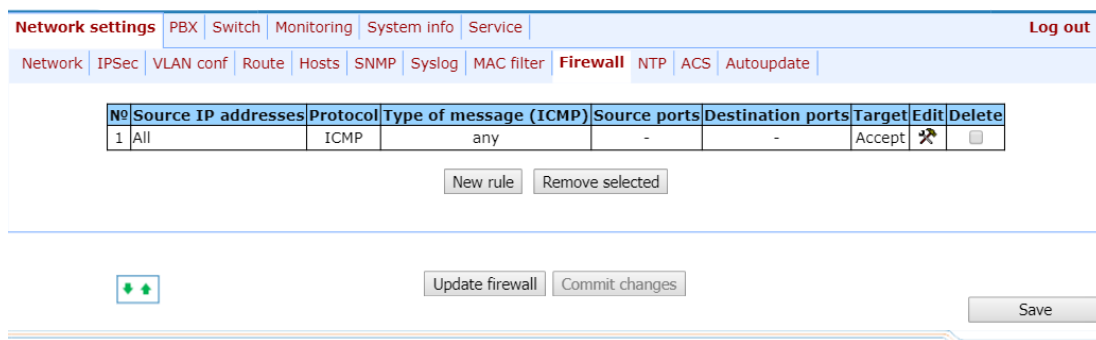 Network settings PBX Switch Monitoring System info Service Log out
Network IPSec VLAN conf Route Hosts SNMP Syslog MAC filter Firewall NTP ACS Autoupdate
№ Source IP addresses Protocol Type of message (ICMP) Source ports Destination ports Target Edit Delete
1 All ICMP any - - Accept
New rule Remove selected
Update firewall Commit changes
Save